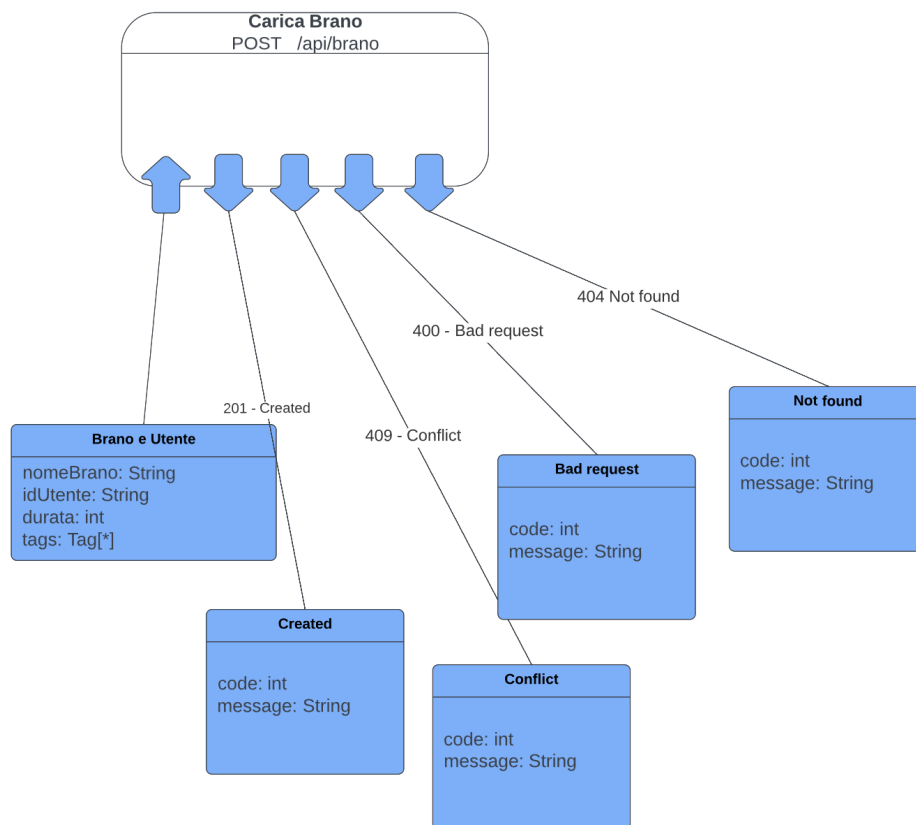 Carica Brano
POST /api/brano
404 Not found
400 - Bad request
201 - Created
409 - Conflict
Brano e Utente
nomeBrano: String
idUtente: String
durata: int
tags: Tag[*]
Not found
code: int
message: String
Bad request
code: int
message: String
Created
code: int
message: String
Conflict
code: int
message: String